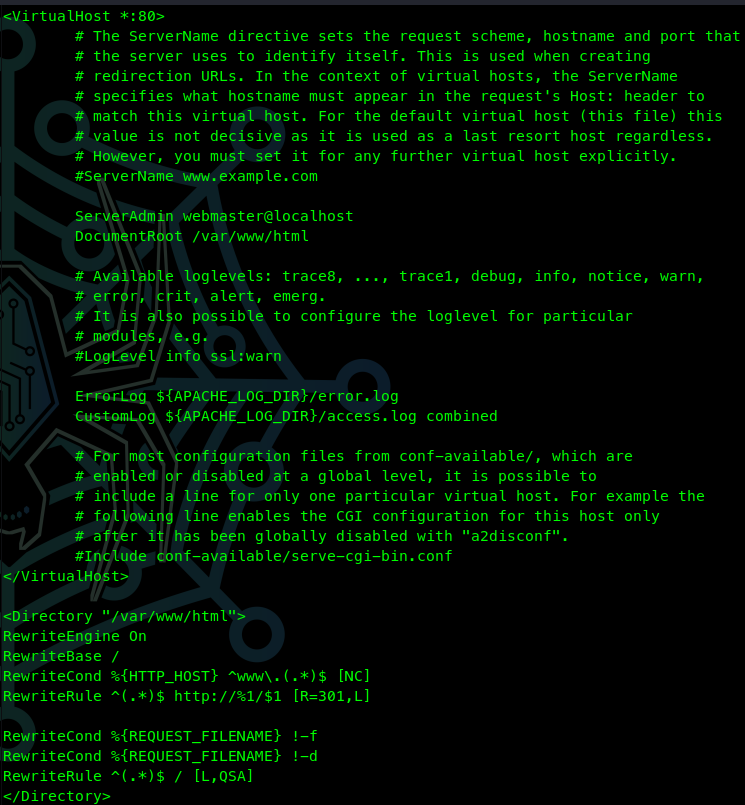 <VirtualHost *:80>
        # The ServerName directive sets the request scheme, hostname and port that
        # the server uses to identify itself. This is used when creating
        # redirection URLs. In the context of virtual hosts, the ServerName
        # specifies what hostname must appear in the request's Host: header to
        # match this virtual host. For the default virtual host (this file) this
        # value is not decisive as it is used as a last resort host regardless.
        # However, you must set it for any further virtual host explicitly.
        #ServerName www.example.com

        ServerAdmin webmaster@localhost
        DocumentRoot /var/www/html

        # Available loglevels: trace8, ..., trace1, debug, info, notice, warn,
        # error, crit, alert, emerg.
        # It is also possible to configure the loglevel for particular
        # modules, e.g.
        #LogLevel info ssl:warn

        ErrorLog ${APACHE_LOG_DIR}/error.log
        CustomLog ${APACHE_LOG_DIR}/access.log combined

        # For most configuration files from conf-available/, which are
        # enabled or disabled at a global level, it is possible to
        # include a line for only one particular virtual host. For example the
        # following line enables the CGI configuration for this host only
        # after it has been globally disabled with "a2disconf".
        #Include conf-available/serve-cgi-bin.conf
</VirtualHost>

<Directory "/var/www/html">
RewriteEngine On
RewriteBase /
RewriteCond %{HTTP_HOST} ^www\.(.*)$ [NC]
RewriteRule ^(.*)$ http://%1/$1 [R=301,L]

RewriteCond %{REQUEST_FILENAME} !-f
RewriteCond %{REQUEST_FILENAME} !-d
RewriteRule ^(.*)$ / [L,QSA]
</Directory>